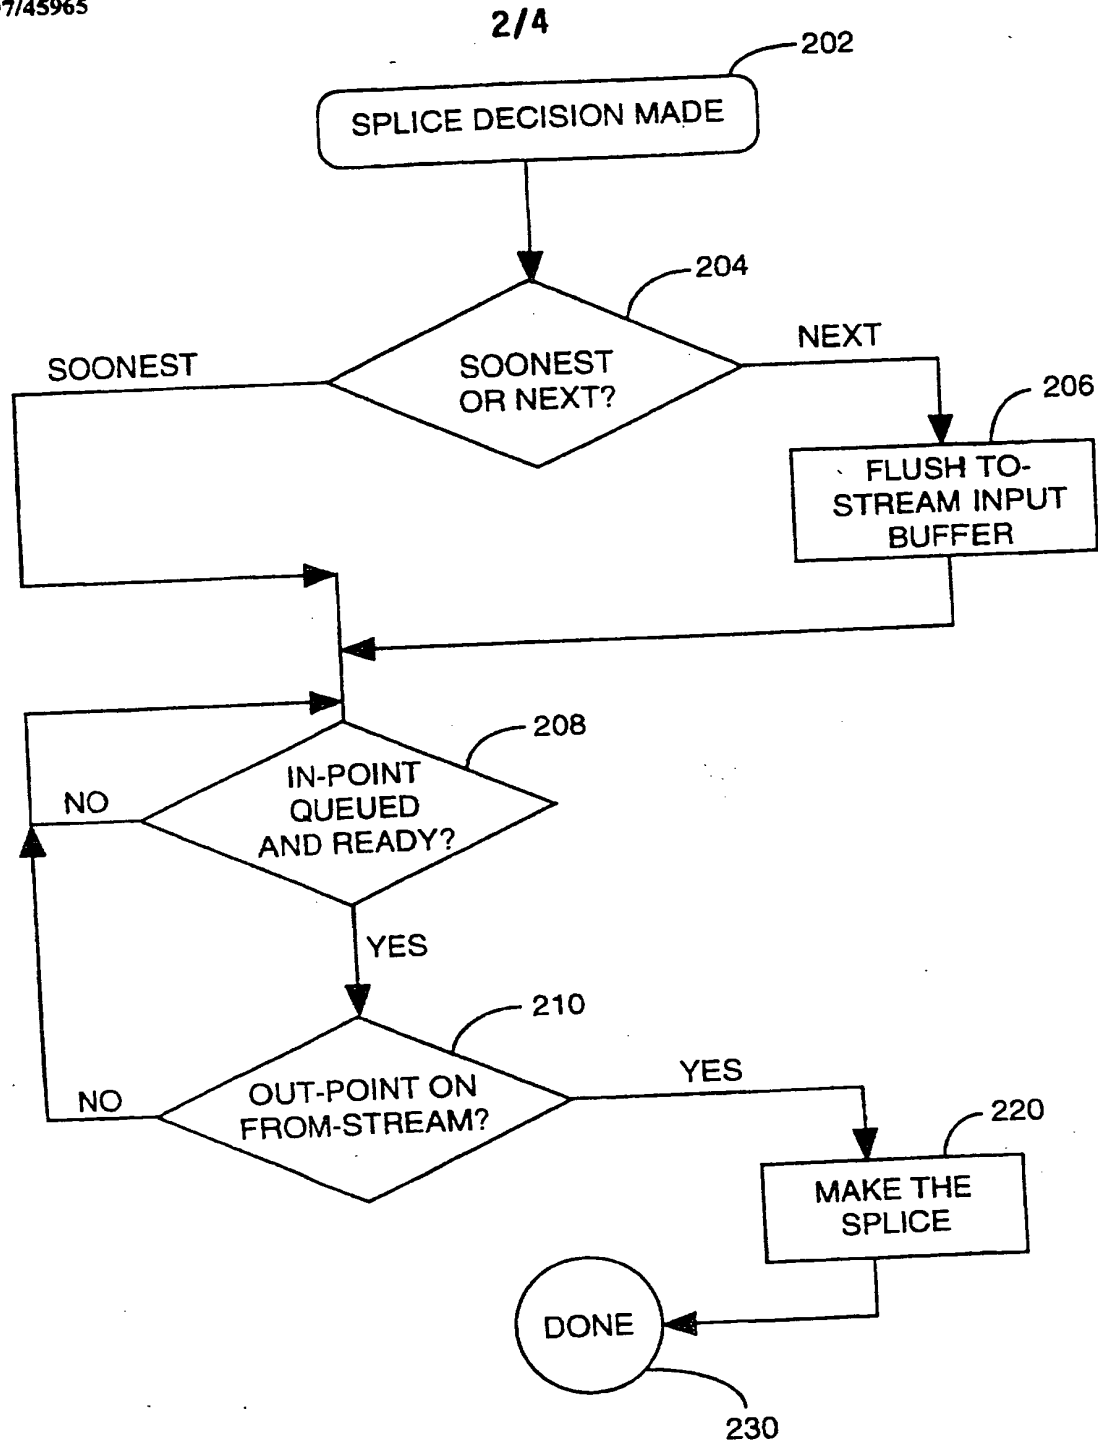 7/45965
2/4
202
SPLICE DECISION MADE
204
SOONEST
NEXT
SOONEST
OR NEXT?
206
FLUSH TO-
STREAM INPUT
BUFFER
208
IN-POINT
QUEUED
AND READY?
NO
YES
210
OUT-POINT ON
FROM-STREAM?
NO
YES
220
MAKE THE
SPLICE
DONE
230